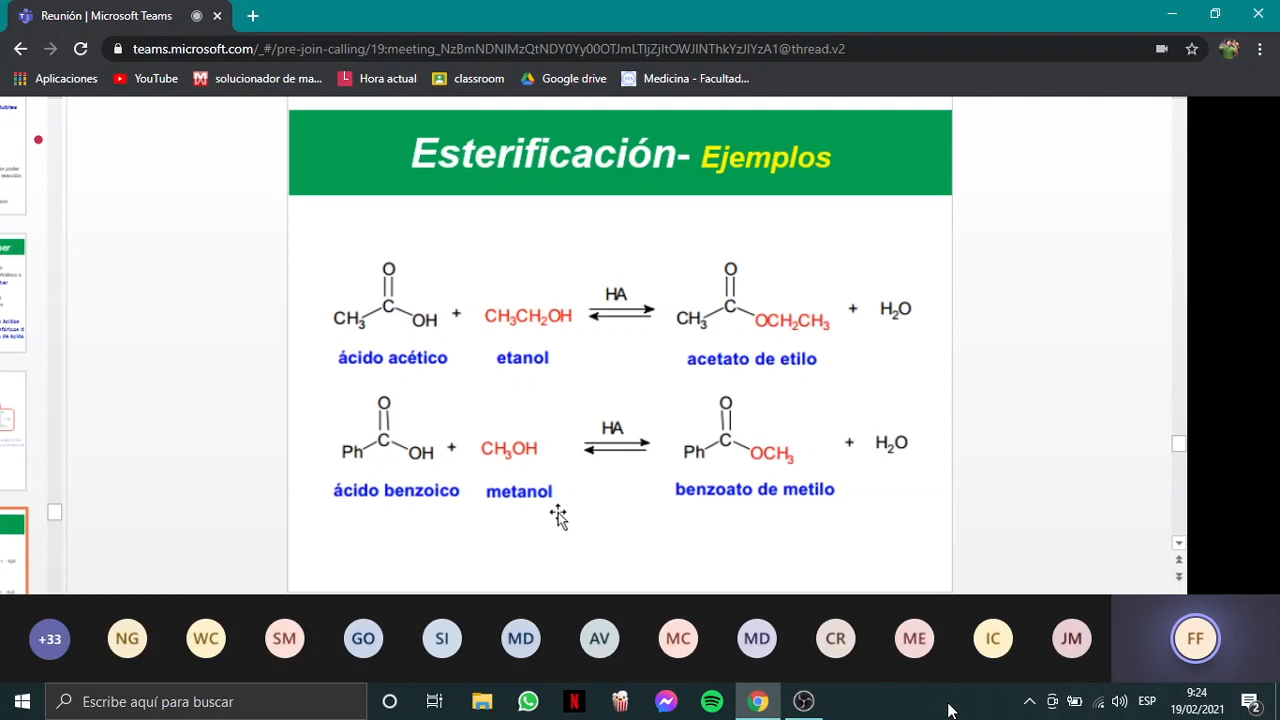 Reunión | Microsoft Teams
teams.microsoft.com/_#/pre-join-calling/19:meeting_NzBmNDNlMzQtNDY0Yy00OTJmLTljZjItOWJlNThkYzJlYzA1@thread.v2
Aplicaciones YouTube solucionador de ma... Hora actual classroom Google drive Medicina - Facultad...
Esterificación- Ejemplos
O O
CH3 C OH + CH3CH2OH HA CH3 C OCH2CH3 + H2O
ácido acético etanol acetato de etilo
O O
Ph C OH + CH3OH HA Ph C OCH3 + H2O
ácido benzoico metanol benzoato de metilo
+33 NG WC SM GO SI MD AV MC MD CR ME IC JM FF
Escribe aquí para buscar
ESP
9:24
19/02/2021
2